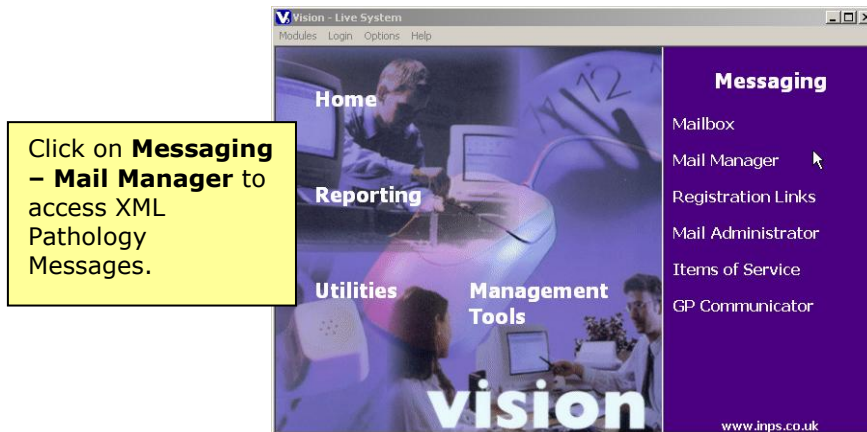 Vision - Live System
Modules Login Options Help
Click on Messaging
– Mail Manager to
access XML
Pathology
Messages.
Home
Reporting
Utilities
Management
Tools
vision
Messaging
Mailbox
Mail Manager
Registration Links
Mail Administrator
Items of Service
GP Communicator
www.inps.co.uk
12
1